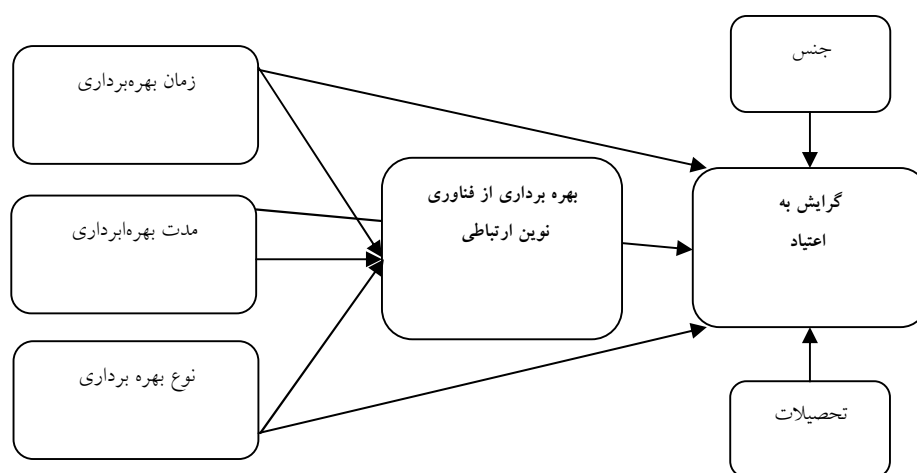 زمان بهره‌برداری
مدت بهره‌ابرداری
نوع بهره برداری
بهره برداری از فناوری
نوین ارتباطی
جنس
گرایش به
اعتیاد
تحصیلات